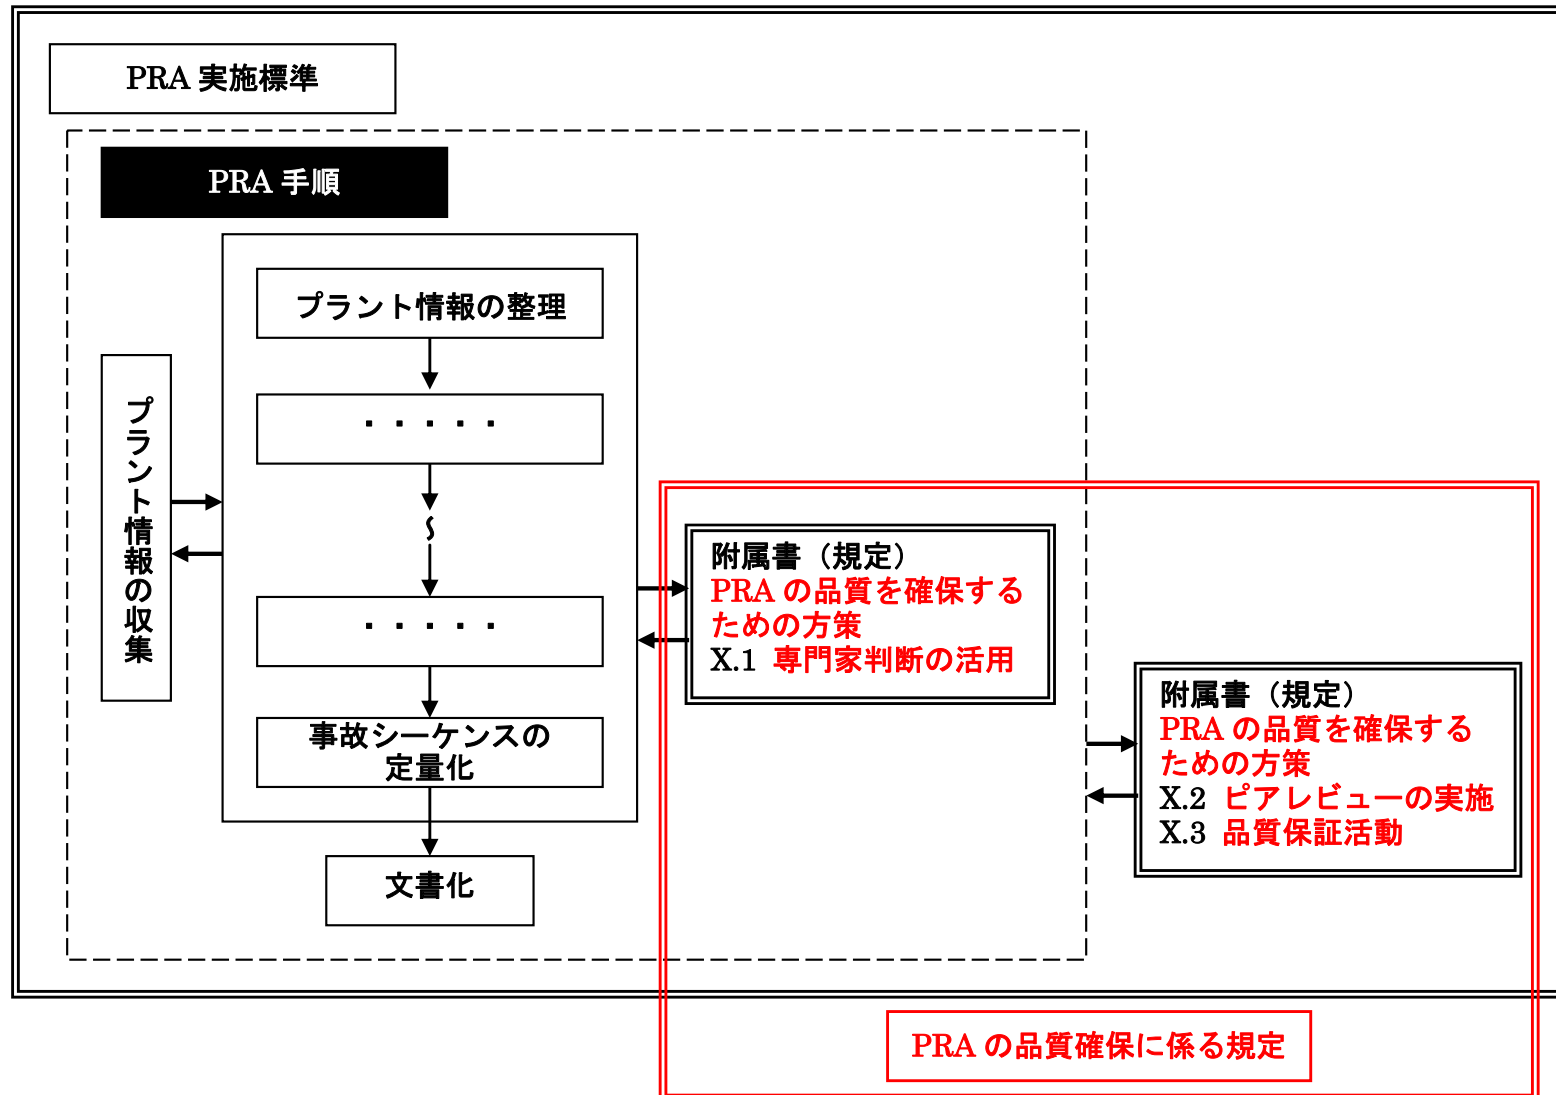 PRA 実施標準
PRA 手順
プラント情報の整理
・・・・・
～
・・・・・
事故シーケンスの
定量化
文書化
プラント情報の収集
附属書（規定）
PRA の品質を確保する
ための方策
X.1 専門家判断の活用
附属書（規定）
PRA の品質を確保する
ための方策
X.2 ピアレビューの実施
X.3 品質保証活動
PRA の品質確保に係る規定